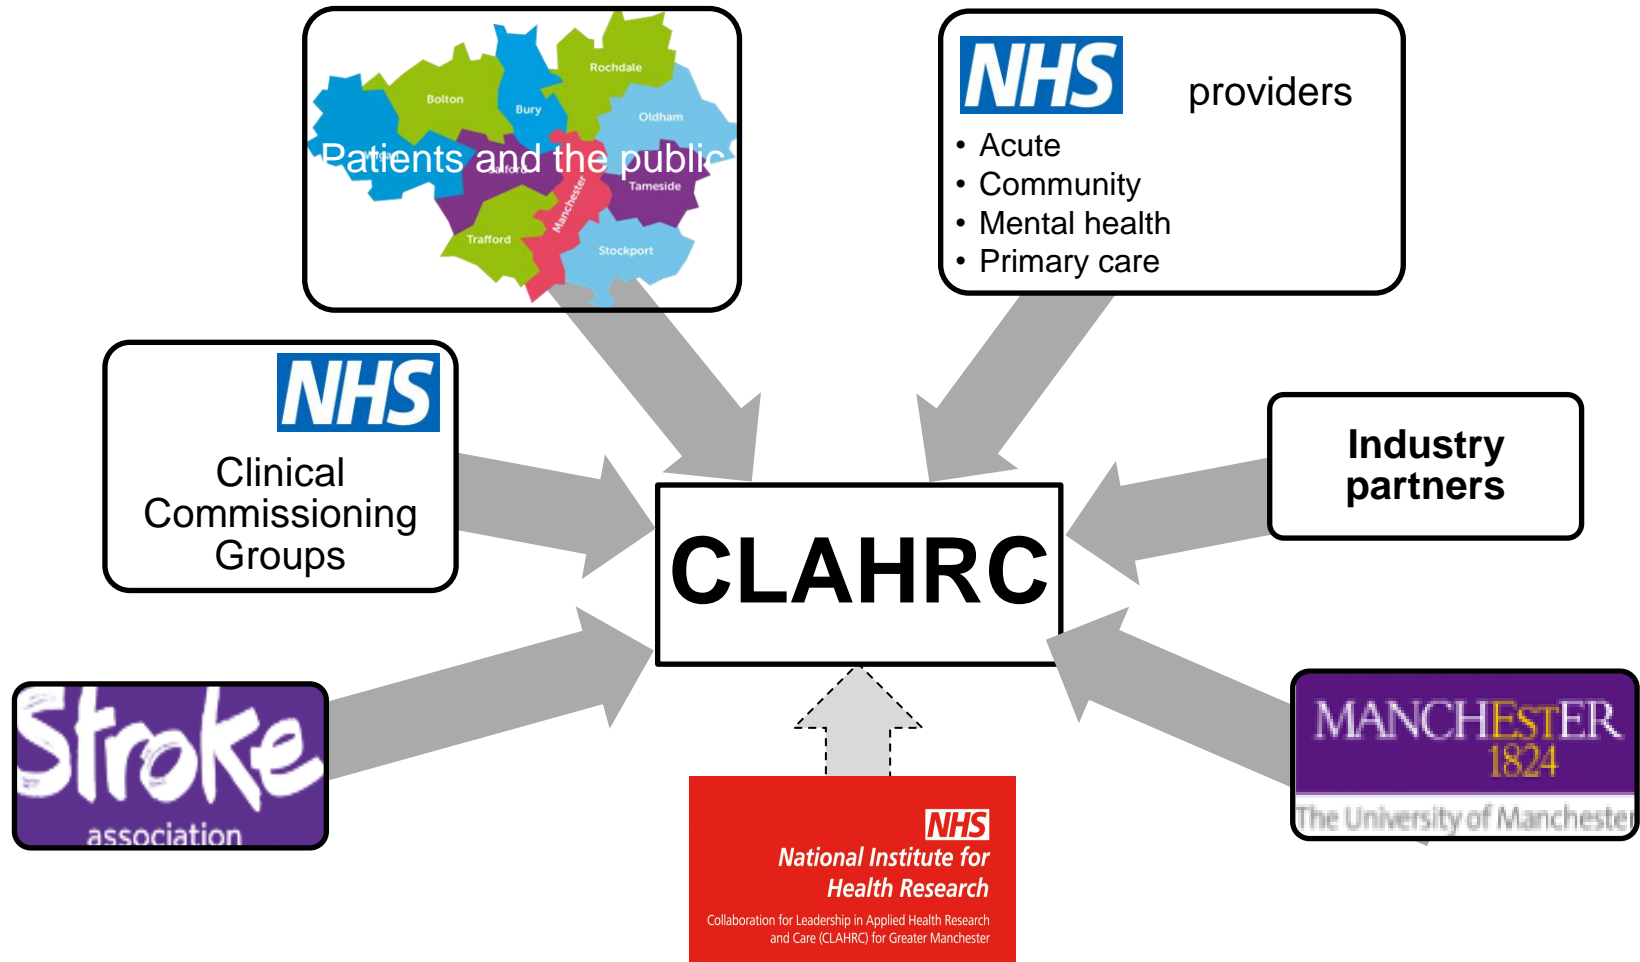 Rochdale
Bolton
Bury
Oldham
Patients and the public
Wigan
Salford
Tameside
Manchester
Trafford
Stockport
NHS
providers
• Acute
• Community
• Mental health
• Primary care
NHS
Clinical
Commissioning
Groups
Industry
partners
CLAHRC
Stroke
association
MANCHESTER
1824
The University of Manchester
NHS
National Institute for
Health Research
Collaboration for Leadership in Applied Health Research
and Care (CLAHRC) for Greater Manchester